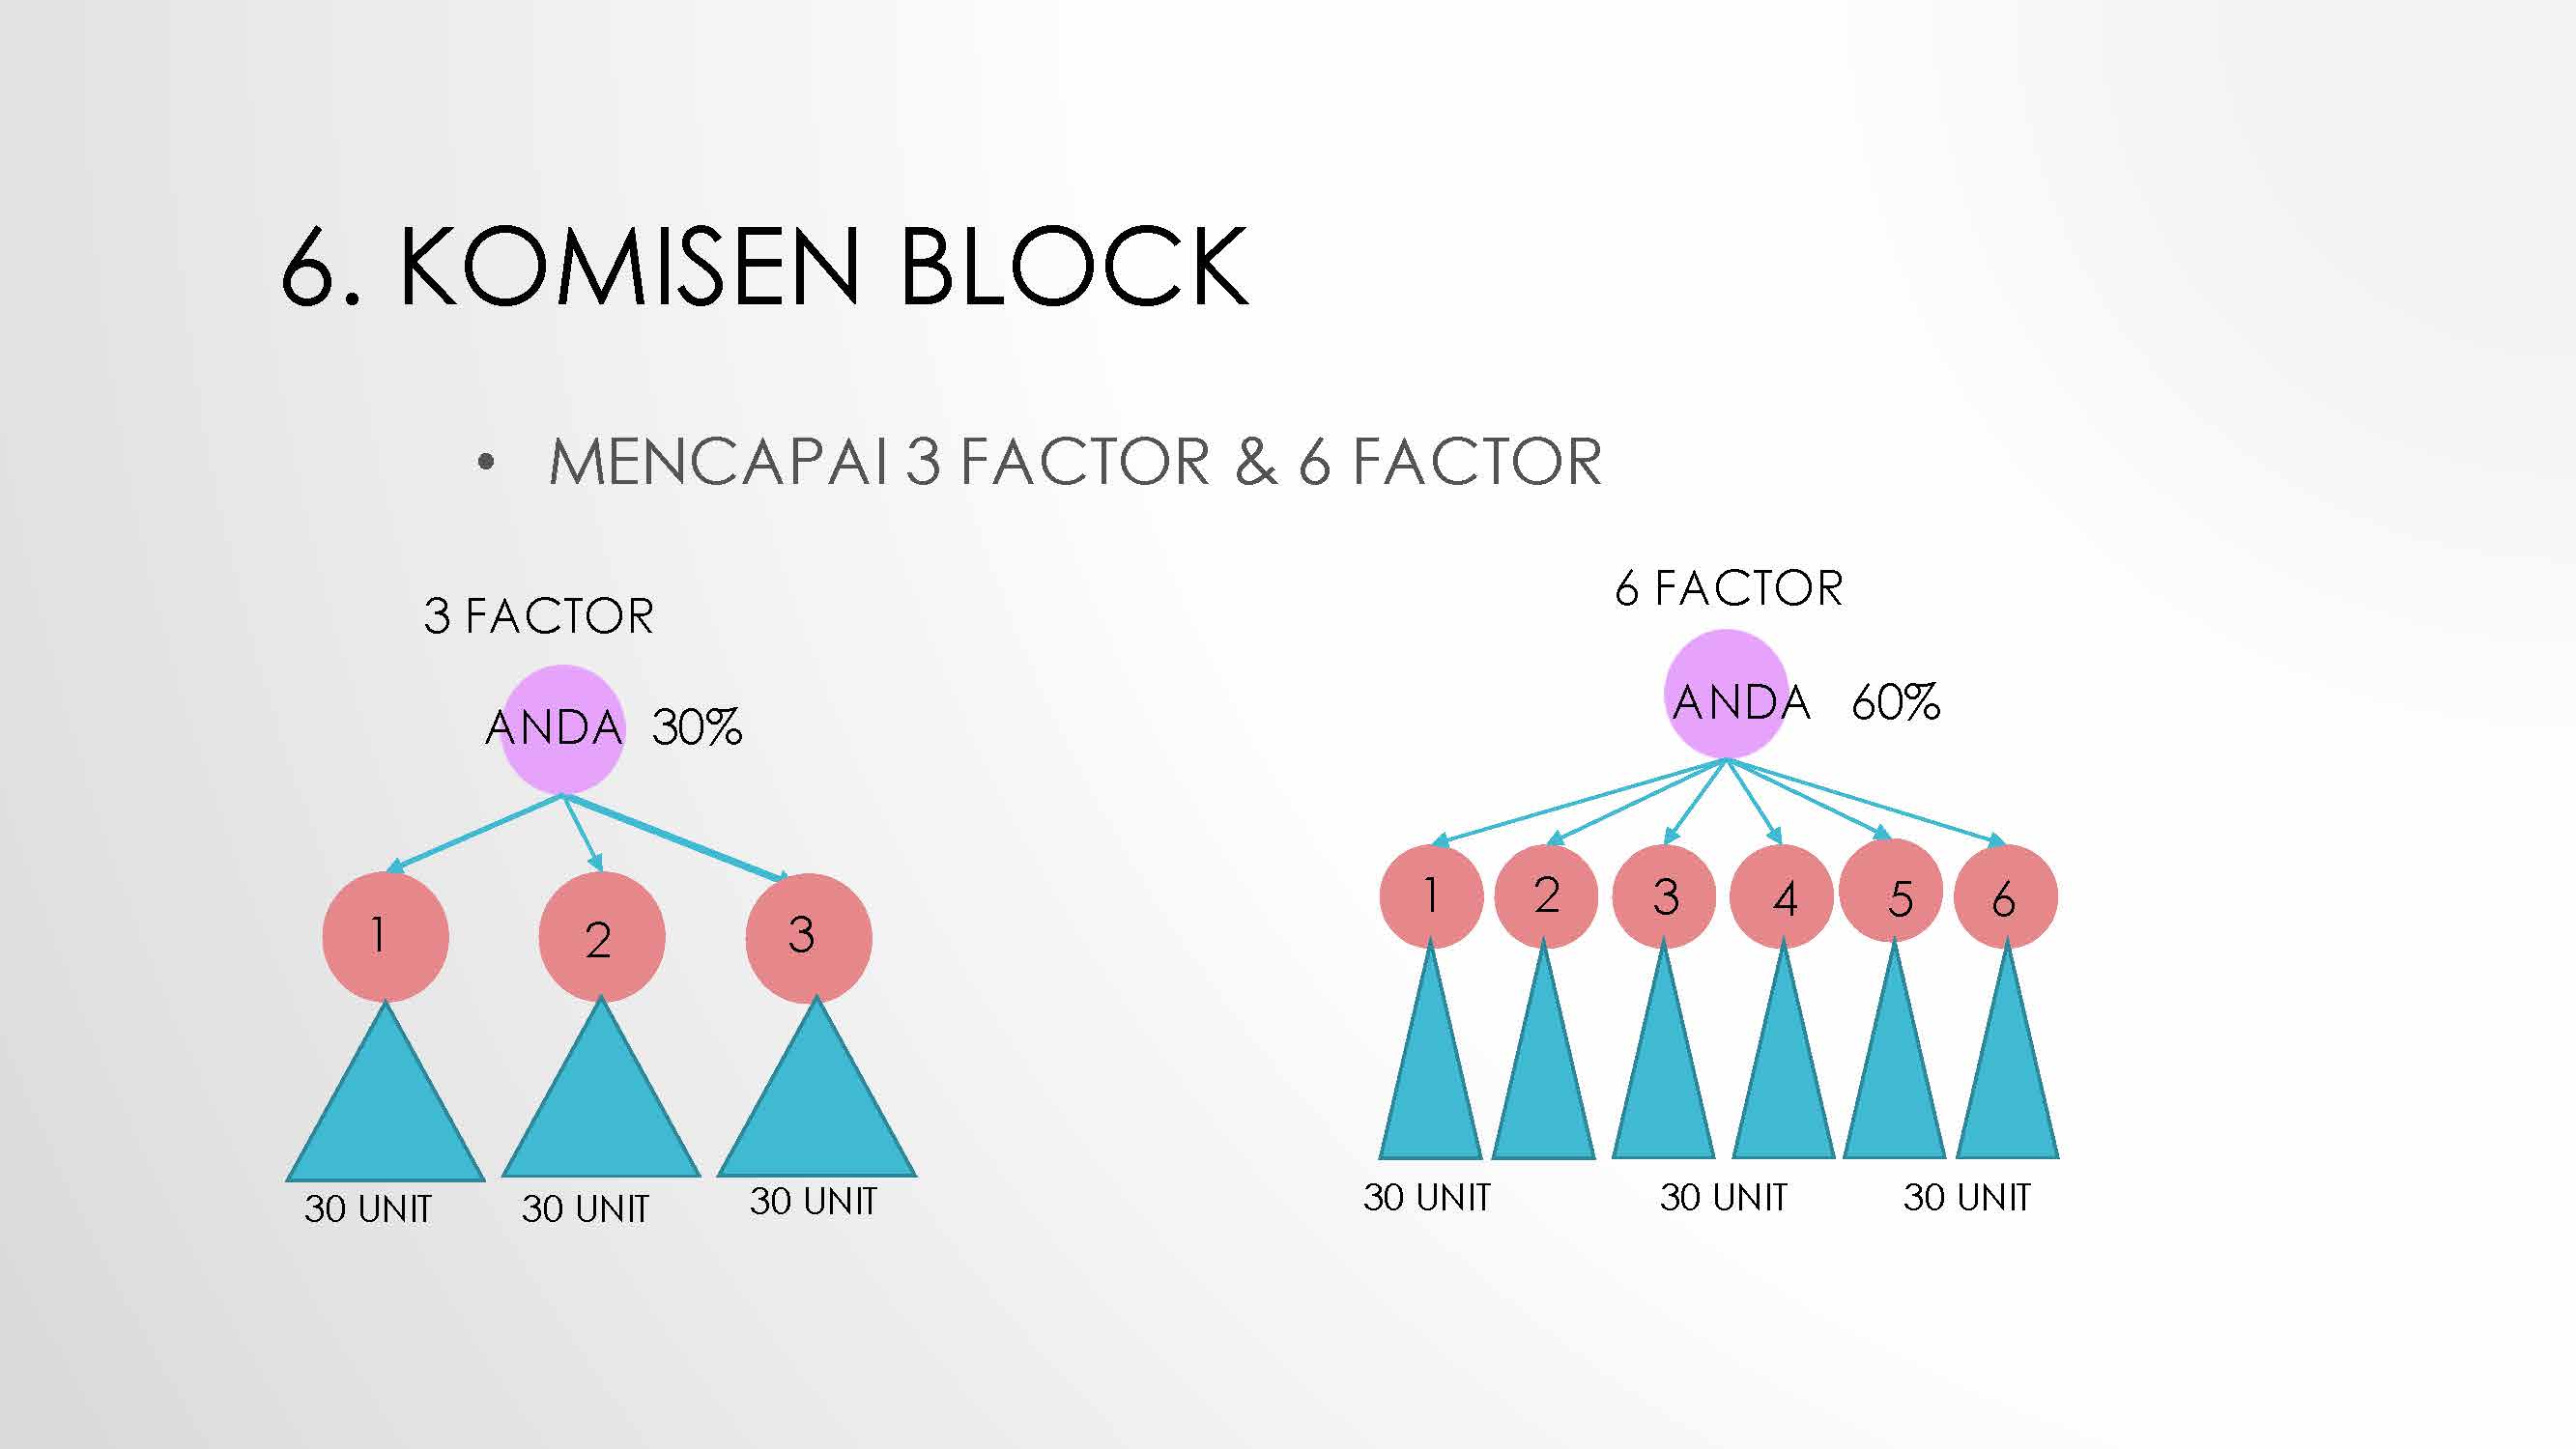 6. KOMISEN BLOCK
• MENCAPAI 3 FACTOR & 6 FACTOR
3 FACTOR
ANDA 30%
1 2 3
30 UNIT 30 UNIT 30 UNIT
6 FACTOR
ANDA 60%
1 2 3 4 5 6
30 UNIT 30 UNIT 30 UNIT